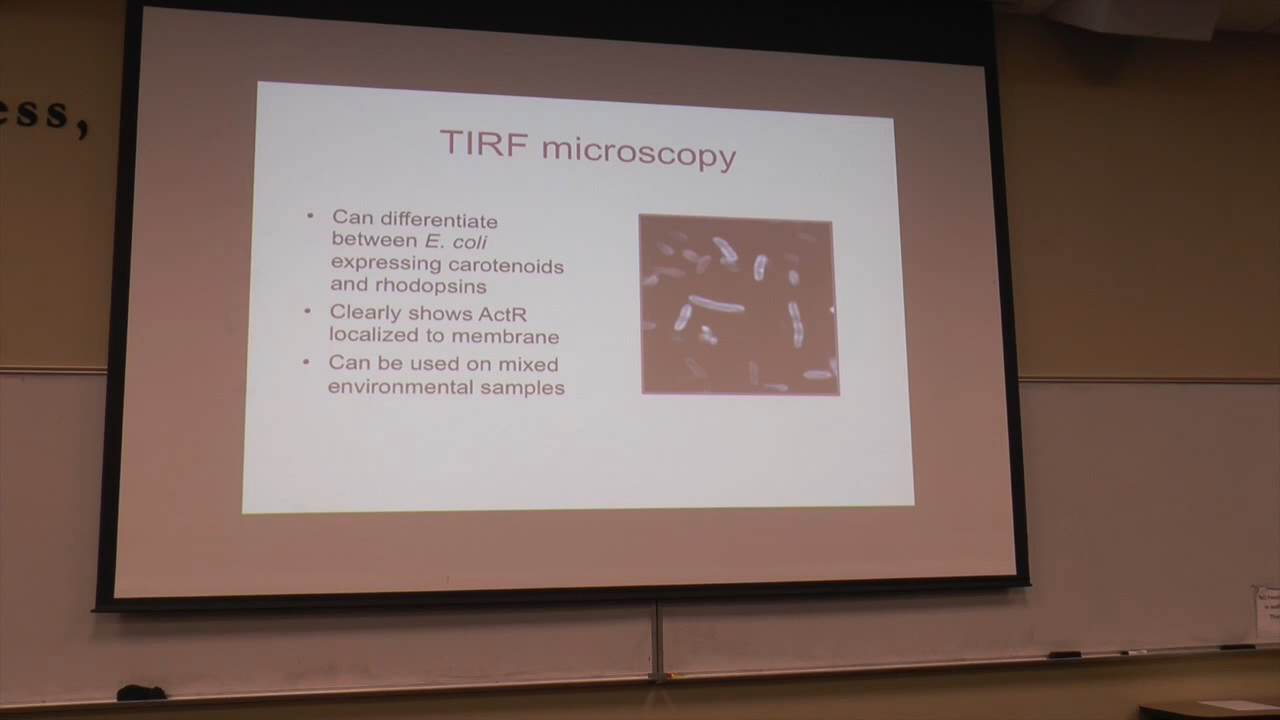 ess,
TIRF microscopy
• Can differentiate
between E. coli
expressing carotenoids
and rhodopsins
• Clearly shows ActR
localized to membrane
• Can be used on mixed
environmental samples